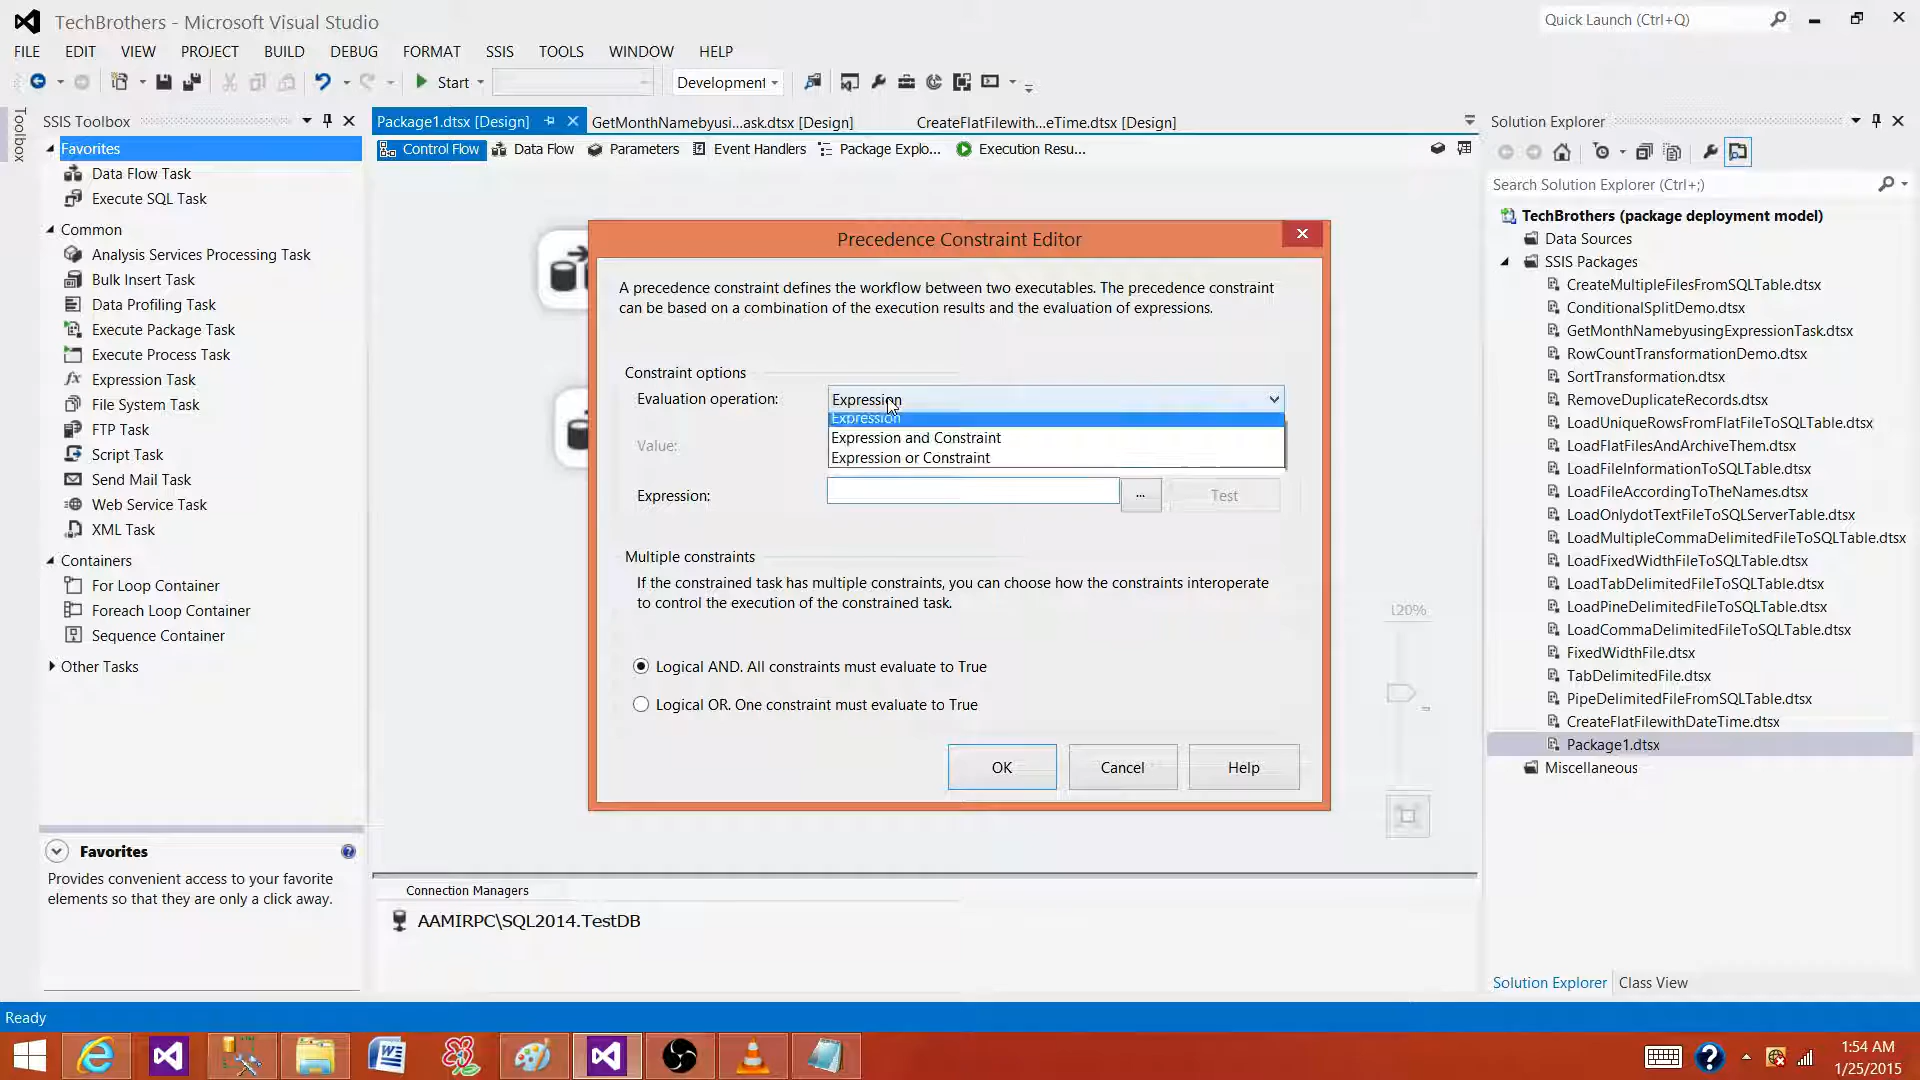 TechBrothers - Microsoft Visual Studio
Quick Launch (Ctrl+Q)
FILE EDIT VIEW PROJECT BUILD DEBUG FORMAT SSIS TOOLS WINDOW HELP
Start Development
Toolbox
SSIS Toolbox
Favorites
Data Flow Task
Execute SQL Task
Common
Analysis Services Processing Task
Bulk Insert Task
Data Profiling Task
Execute Package Task
Execute Process Task
Expression Task
File System Task
FTP Task
Script Task
Send Mail Task
Web Service Task
XML Task
Containers
For Loop Container
Foreach Loop Container
Sequence Container
Other Tasks
Favorites
Provides convenient access to your favorite
elements so that they are only a click away.
Package1.dtsx [Design] GetMonthNamebyusi...ask.dtsx [Design] CreateFlatFilewith...eTime.dtsx [Design]
Control Flow Data Flow Parameters Event Handlers Package Explo... Execution Resu...
Precedence Constraint Editor
A precedence constraint defines the workflow between two executables. The precedence constraint
can be based on a combination of the execution results and the evaluation of expressions.
Constraint options
Evaluation operation: Expression
Expression
Expression and Constraint
Expression or Constraint
Value:
Expression: ... Test
Multiple constraints
If the constrained task has multiple constraints, you can choose how the constraints interoperate
to control the execution of the constrained task.
Logical AND. All constraints must evaluate to True
Logical OR. One constraint must evaluate to True
OK Cancel Help
120%
Connection Managers
AAMIRPC\SQL2014.TestDB
Solution Explorer
Search Solution Explorer (Ctrl+;)
TechBrothers (package deployment model)
Data Sources
SSIS Packages
CreateMultipleFilesFromSQLTable.dtsx
ConditionalSplitDemo.dtsx
GetMonthNamebyusingExpressionTask.dtsx
RowCountTransformationDemo.dtsx
SortTransformation.dtsx
RemoveDuplicateRecords.dtsx
LoadUniqueRowsFromFlatFileToSQLTable.dtsx
LoadFlatFilesAndArchiveThem.dtsx
LoadFileInformationToSQLTable.dtsx
LoadFileAccordingToTheNames.dtsx
LoadOnlydotTextFileToSQLServerTable.dtsx
LoadMultipleCommaDelimitedFileToSQLTable.dtsx
LoadFixedWidthFileToSQLTable.dtsx
LoadTabDelimitedFileToSQLTable.dtsx
LoadPineDelimitedFileToSQLTable.dtsx
LoadCommaDelimitedFileToSQLTable.dtsx
FixedWidthFile.dtsx
TabDelimitedFile.dtsx
PipeDelimitedFileFromSQLTable.dtsx
CreateFlatFilewithDateTime.dtsx
Package1.dtsx
Miscellaneous
Solution Explorer Class View
Ready
1:54 AM
1/25/2015